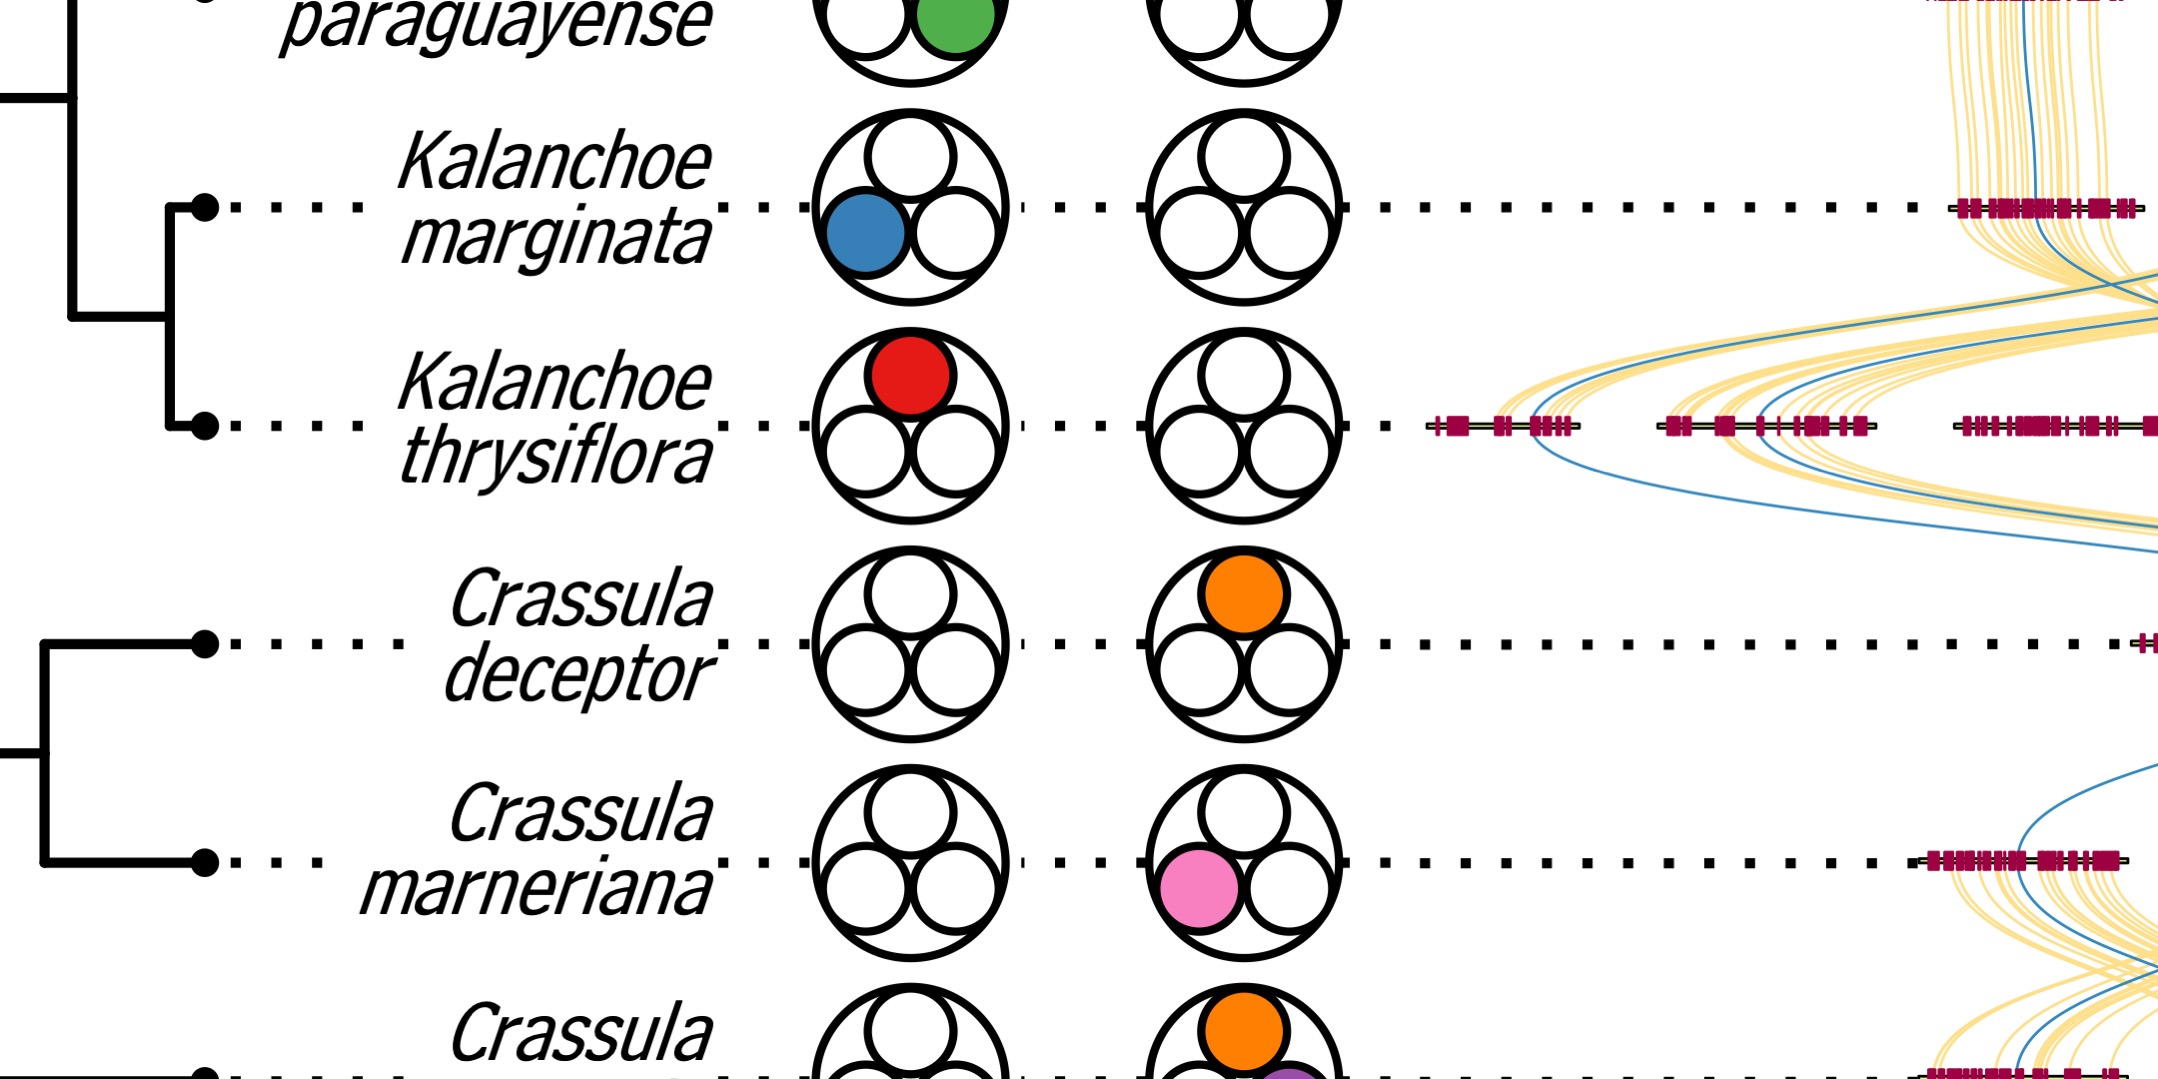 paraguayense
Kalanchoe
marginata
Kalanchoe
thrysiflora
Crassula
deceptor
Crassula
marneriana
Crassula